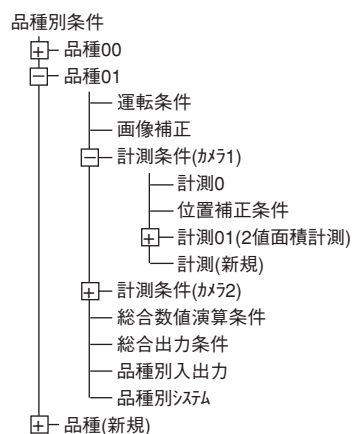 品種別条件
品種00
品種01
運転条件
画像補正
計測条件(ｶﾒﾗ1)
計測0
位置補正条件
計測01(2値面積計測)
計測(新規)
計測条件(ｶﾒﾗ2)
総合数値演算条件
総合出力条件
品種別入出力
品種別ｼｽﾃﾑ
品種(新規)